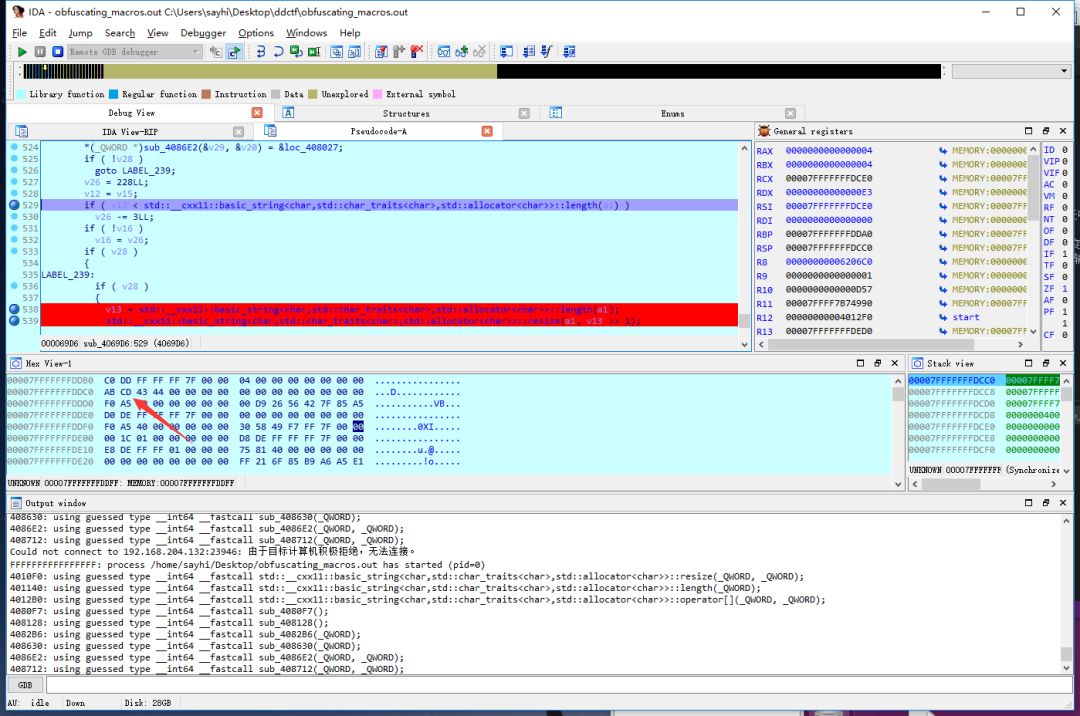 IDA - obfuscating_macros.out C:\Users\sayhi\Desktop\ddctf\obfuscating_macros.out
File Edit Jump Search View Debugger Options Windows Help
Remote GDB debugger
Library function Regular function Instruction Data Unexplored External symbol
Debug View Structures Enums
IDA View-RIP Pseudocode-A General registers
524 *(_QWORD *)sub_4086E2(&v29, &v20) = &loc_408027;
525 if ( !v28 )
526 goto LABEL_239;
527 v26 = 228LL;
528 v12 = v15;
529 if ( v12 < std::__cxx11::basic_string<char,std::char_traits<char>,std::allocator<char>>::length(a1) )
530 v26 -= 3LL;
531 if ( !v16 )
532 v16 = v26;
533 if ( v28 )
534 {
535 LABEL_239:
536 if ( v28 )
537 {
538 v13 = std::__cxx11::basic_string<char,std::char_traits<char>,std::allocator<char>>::length(a1);
539 std::__cxx11::basic_string<char,std::char_traits<char>,std::allocator<char>>::resize(a1, v13 >> 1);
000069D6 sub_4069D6:529 (4069D6)
RAX 0000000000000004 MEMORY:0000000
RBX 0000000000000004 MEMORY:0000000
RCX 00007FFFFFFFDCE0 MEMORY:00007FF
RDX 00000000000000E3 MEMORY:0000000
RSI 00007FFFFFFFDCE0 MEMORY:00007FF
RDI 0000000000000000 MEMORY:0000000
RBP 00007FFFFFFFDDA0 MEMORY:00007FF
RSP 00007FFFFFFFDCC0 MEMORY:00007FF
R8 00000000006206C0 MEMORY:0000000
R9 0000000000000001 MEMORY:0000000
R10 0000000000000D57 MEMORY:0000000
R11 00007FFFF7B74990 MEMORY:00007FF
R12 00000000004012F0 start
R13 00007FFFFFFFDED0 MEMORY:00007FF
ID 0
VIP 0
VIF 0
AC 0
VM 0
RF 0
NT 0
OF 0
DF 0
IF 1
TF 0
SF 0
ZF 1
AF 0
PF 1
1
CF 0
Hex View-1
00007FFFFFFFDDB0 C0 DD FF FF FF 7F 00 00 04 00 00 00 00 00 00 00 ................
00007FFFFFFFDDC0 AB CD 43 44 00 00 00 00 00 00 00 00 00 00 00 00
00007FFFFFFFDDD0 F0 A5 00 00 00 00 00 D9 26 56 42 7F 85 A5
00007FFFFFFFDDE0 D0 DE FF FF 7F 00 00 00 00 00 00 00 00 00 00
00007FFFFFFFDDF0 F0 A5 40 00 00 00 00 30 58 49 F7 FF 7F 00 00 ........0XI.....
00007FFFFFFFDE00 00 1C 01 00 00 00 00 D8 DE FF FF FF 7F 00 00 ................
00007FFFFFFFDE10 E8 DE FF FF 01 00 00 00 75 81 40 00 00 00 00 00 ........u.@.....
00007FFFFFFFDE20 00 00 00 00 00 00 00 00 FF 21 6F 85 B9 A6 A5 E1 .........!o.....
UNKNOWN 00007FFFFFFFDDFF: MEMORY:00007FFFFFFFDDFF
Stack view
00007FFFFFFFDCC0 00007FFFF7
00007FFFFFFFDCC8 00007FFFFF
00007FFFFFFFDCD0 00007FFFF7
00007FFFFFFFDCD8 0000000400
00007FFFFFFFDCE0 0000000000
00007FFFFFFFDCE8 0000000000
00007FFFFFFFDCF0 0000000000
UNKNOWN 00007FFFFFFF (Synchronize
Output window
408630: using guessed type __int64 __fastcall sub_408630(_QWORD);
4086E2: using guessed type __int64 __fastcall sub_4086E2(_QWORD, _QWORD);
408712: using guessed type __int64 __fastcall sub_408712(_QWORD, _QWORD);
Could not connect to 192.168.204.132:23946: 由于目标计算机积极拒绝，无法连接。
FFFFFFFFFFFFFFFF: process /home/sayhi/Desktop/obfuscating_macros.out has started (pid=0)
4010F0: using guessed type __int64 __fastcall std::__cxx11::basic_string<char,std::char_traits<char>,std::allocator<char>>::resize(_QWORD, _QWORD);
401140: using guessed type __int64 __fastcall std::__cxx11::basic_string<char,std::char_traits<char>,std::allocator<char>>::length(_QWORD);
4012B0: using guessed type __int64 __fastcall std::__cxx11::basic_string<char,std::char_traits<char>,std::allocator<char>>::operator[](_QWORD, _QWORD);
4080F7: using guessed type __int64 __fastcall sub_4080F7();
408128: using guessed type __int64 __fastcall sub_408128();
4082B6: using guessed type __int64 __fastcall sub_4082B6(_QWORD);
408630: using guessed type __int64 __fastcall sub_408630(_QWORD);
4086E2: using guessed type __int64 __fastcall sub_4086E2(_QWORD, _QWORD);
408712: using guessed type __int64 __fastcall sub_408712(_QWORD, _QWORD);
GDB
AU: idle Down Disk: 28GB